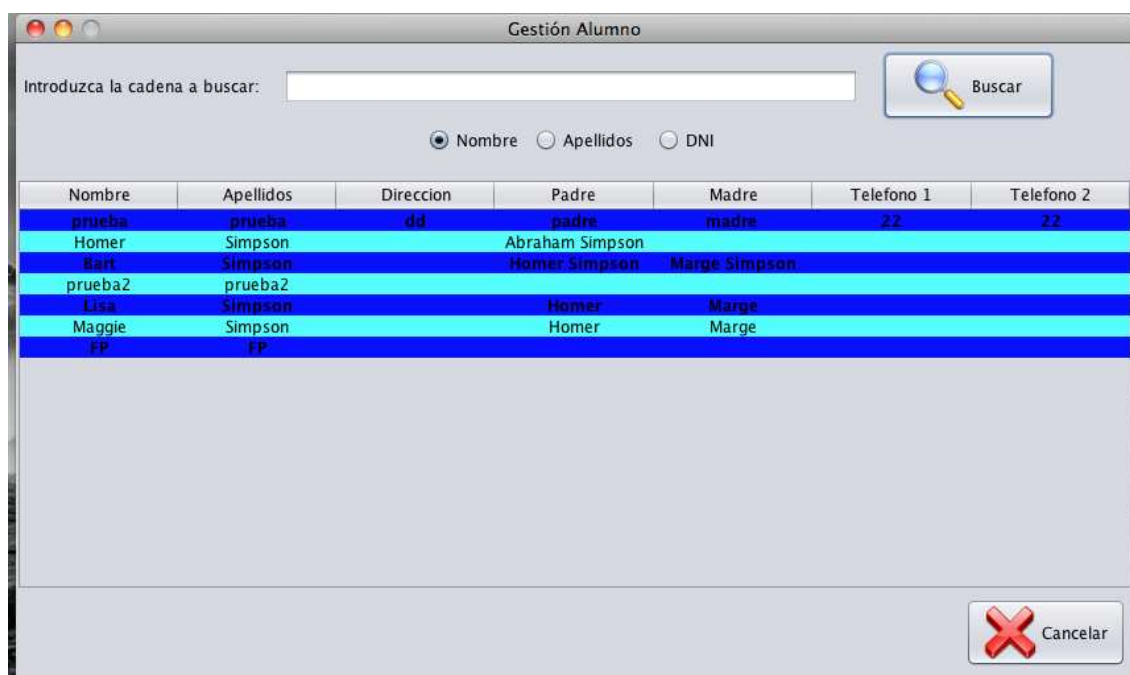 Gestión Alumno
Introduzca la cadena a buscar: Buscar
Nombre Apellidos DNI
Nombre Apellidos Direccion Padre Madre Telefono 1 Telefono 2
prueba prueba dd padre madre 22 22
Homer Simpson Abraham Simpson
Bart Simpson Homer Simpson Marge Simpson
prueba2 prueba2
Lisa Simpson Homer Marge
Maggie Simpson Homer Marge
FP FP
Cancelar